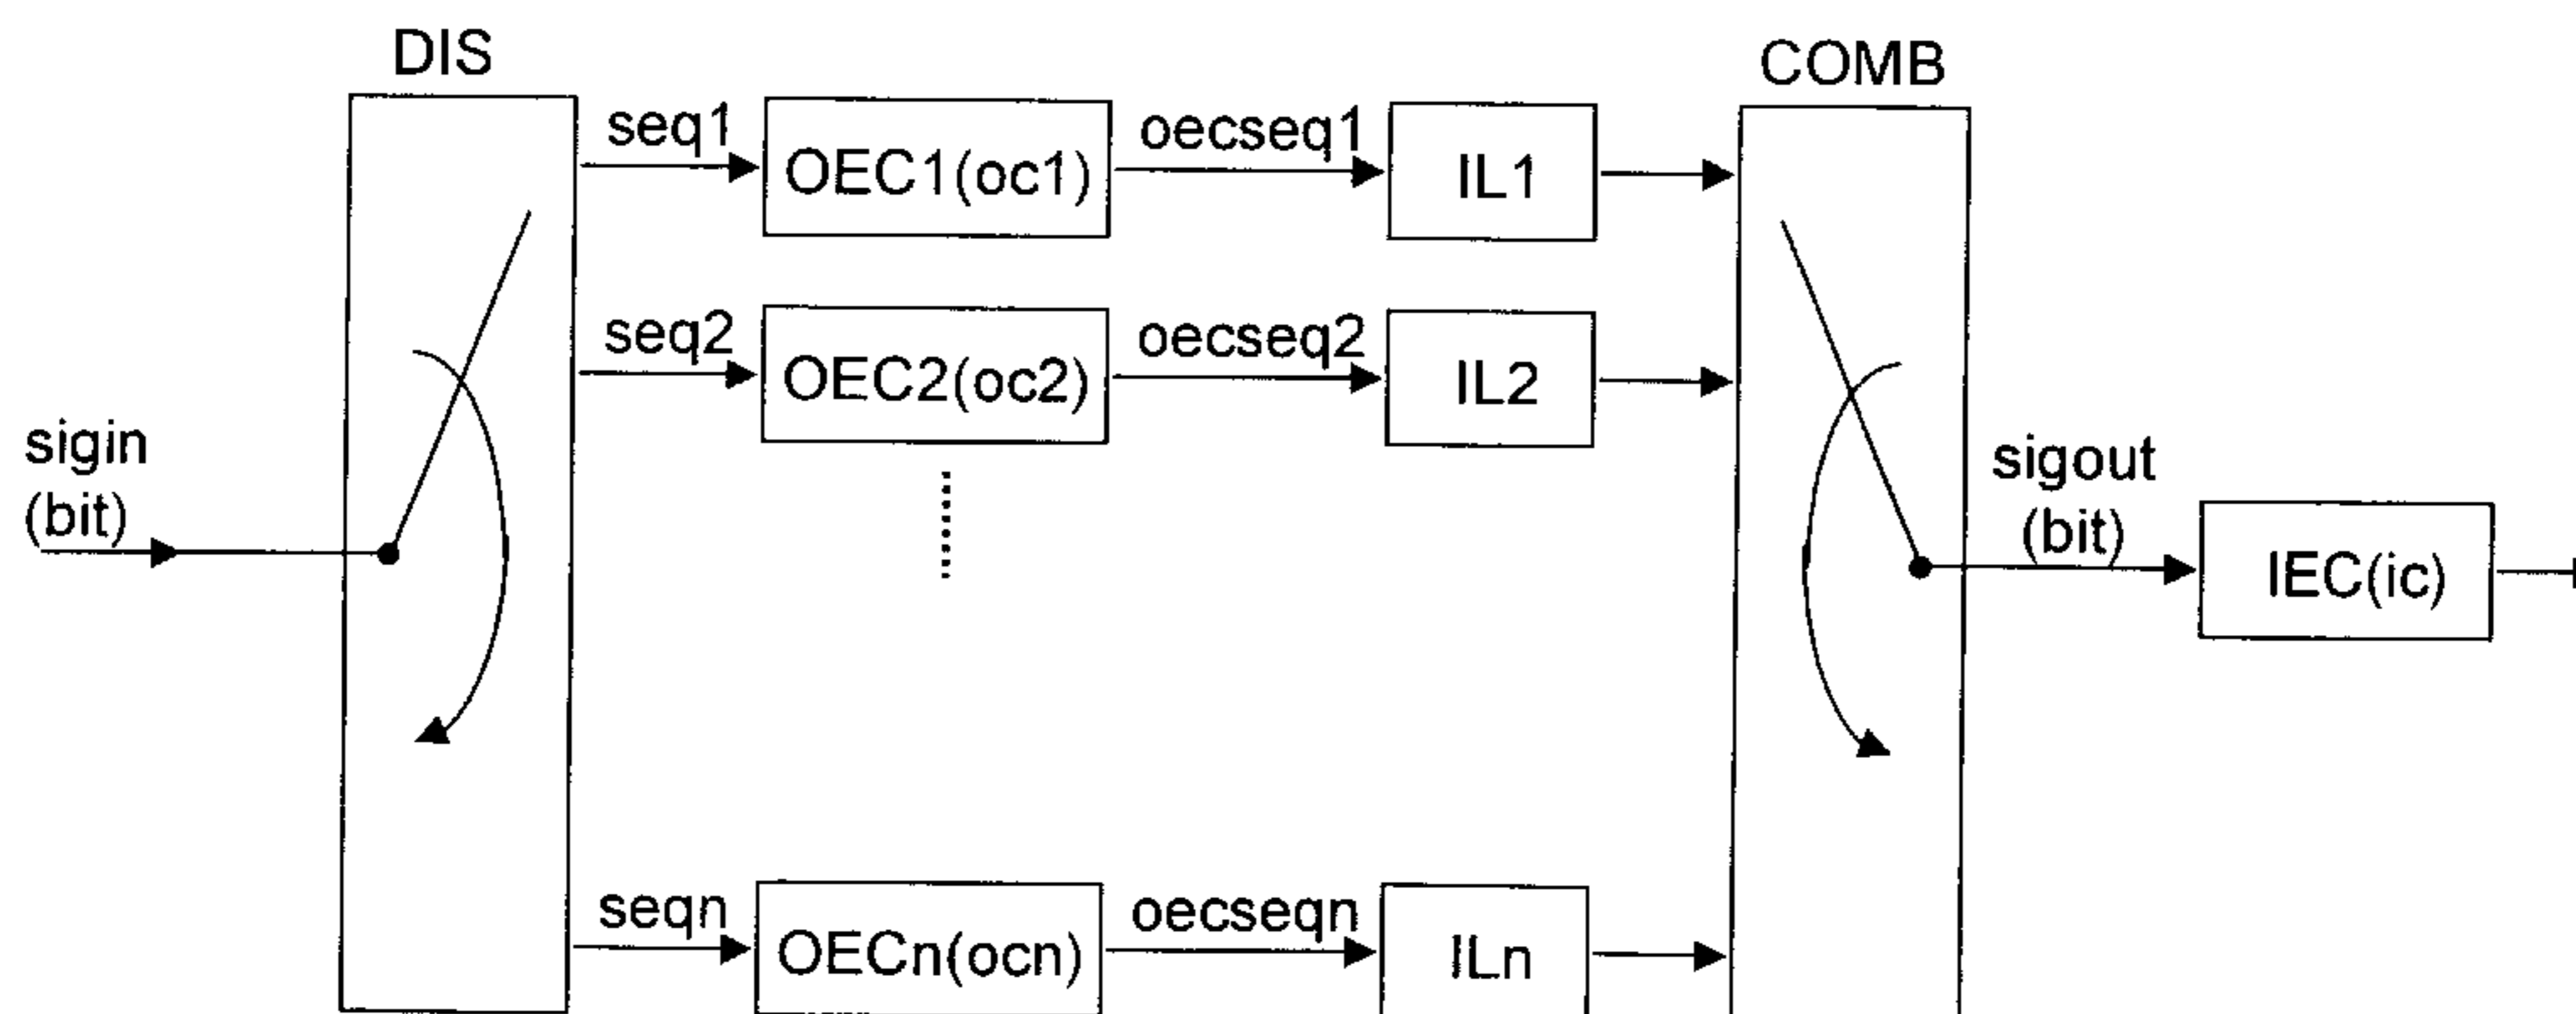 DIS
COMB
seq1
OEC1(oc1)
oecseq1
IL1
seq2
OEC2(oc2)
oecseq2
IL2
sigin
(bit)
sigout
(bit)
IEC(ic)
seqn
OECn(ocn)
oecseqn
ILn